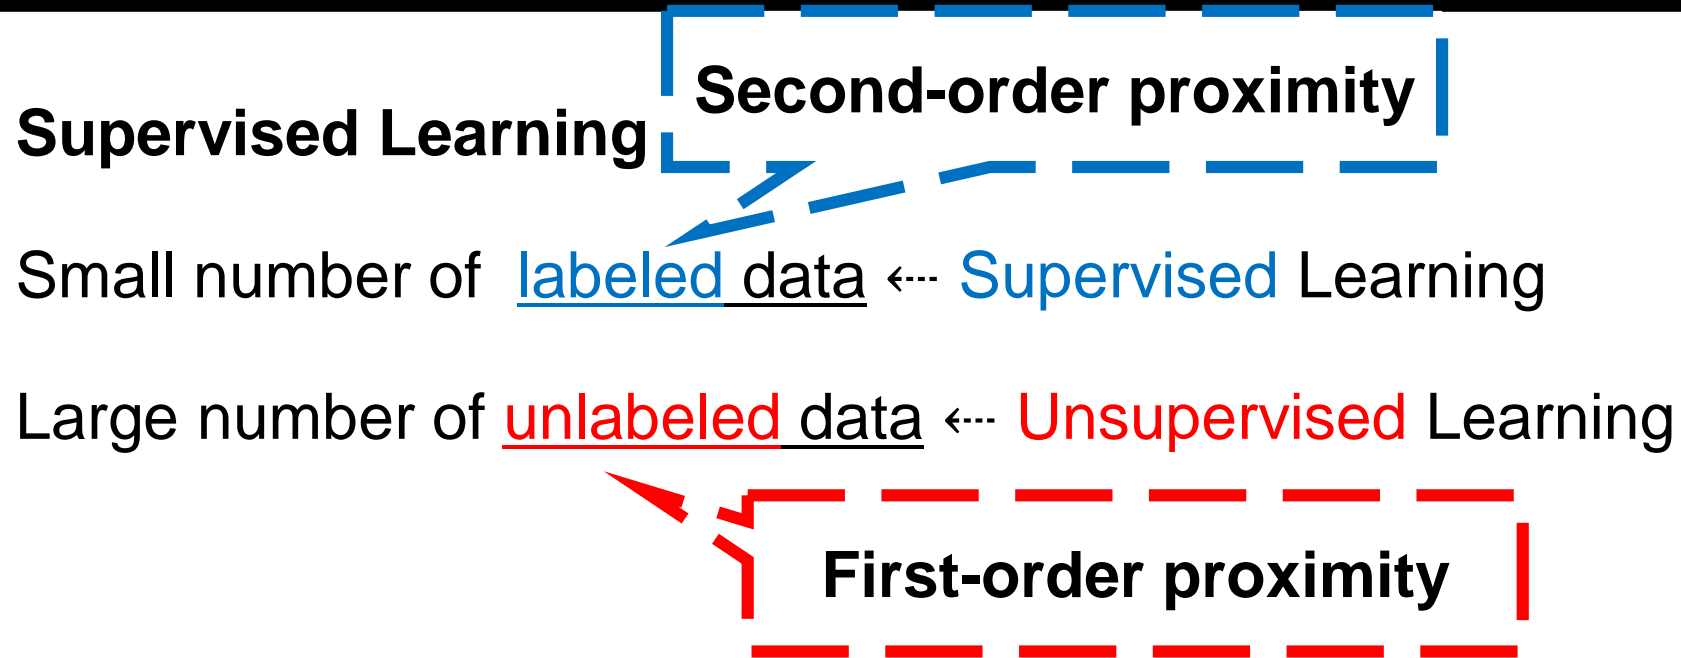 Second-order proximity
Supervised Learning
Small number of labeled data ⇠ Supervised Learning
Large number of unlabeled data ⇠ Unsupervised Learning
First-order proximity